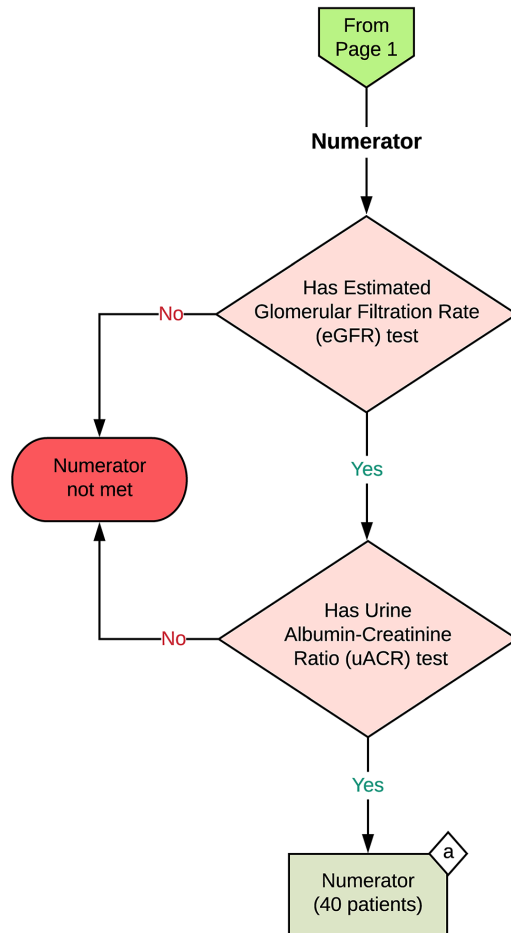 From
Page 1
Numerator
Has Estimated
Glomerular Filtration Rate
(eGFR) test
No
Numerator
not met
Yes
Has Urine
Albumin-Creatinine
Ratio (uACR) test
No
Yes
a
Numerator
(40 patients)